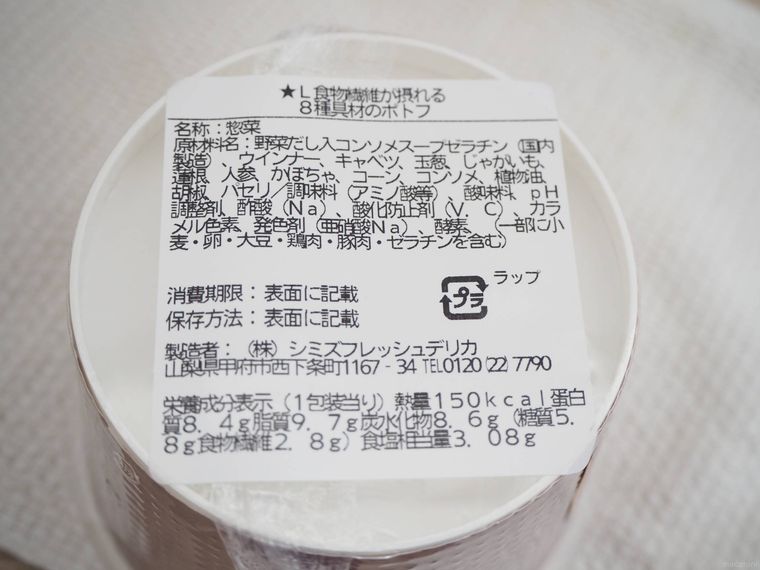 ★L食物繊維が摂れる
8種具材のポトフ
名称：惣菜
原材料名：野菜だし入コンソメスープゼラチン（国内
製造）、ウインナー、キャベツ、玉葱、じゃがいも、
蓮根、人参、かぼちゃ、コーン、コンソメ、植物油、
胡椒、パセリ／調味料（アミノ酸等）、酸味料、pH
調整剤、酢酸（Na）、酸化防止剤（V．C）、カラ
メル色素、発色剤（亜硝酸Na）、酵素、（一部に小
麦・卵・大豆・鶏肉・豚肉・ゼラチンを含む）
ラップ
プラ
消費期限：表面に記載
保存方法：表面に記載
製造者：（株）シミズフレッシュデリカ
山梨県甲府市西下条町1167-34 TEL0120(22)7790
栄養成分表示（1包装当り）熱量150kcal蛋白
質8．4g脂質9．7g炭水化物8．6g（糖質5．
8g食物繊維2．8g）食塩相当量3．08g